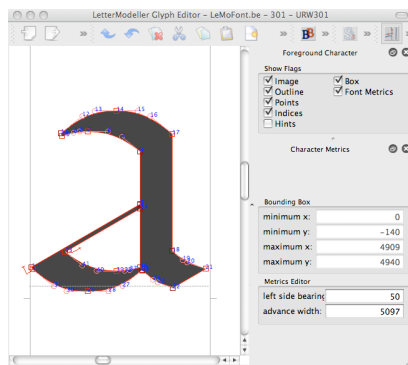 LetterModeller Glyph Editor - LeMoFont.be - 301 - URW301
»
»
»
»
Foreground Character
Show Flags
Image
Box
Outline
Font Metrics
Points
Indices
Hints
Character Metrics
Bounding Box
minimum x: 0
minimum y: -140
maximum x: 4909
maximum y: 4940
Metrics Editor
left side bearing 50
advance width: 5097